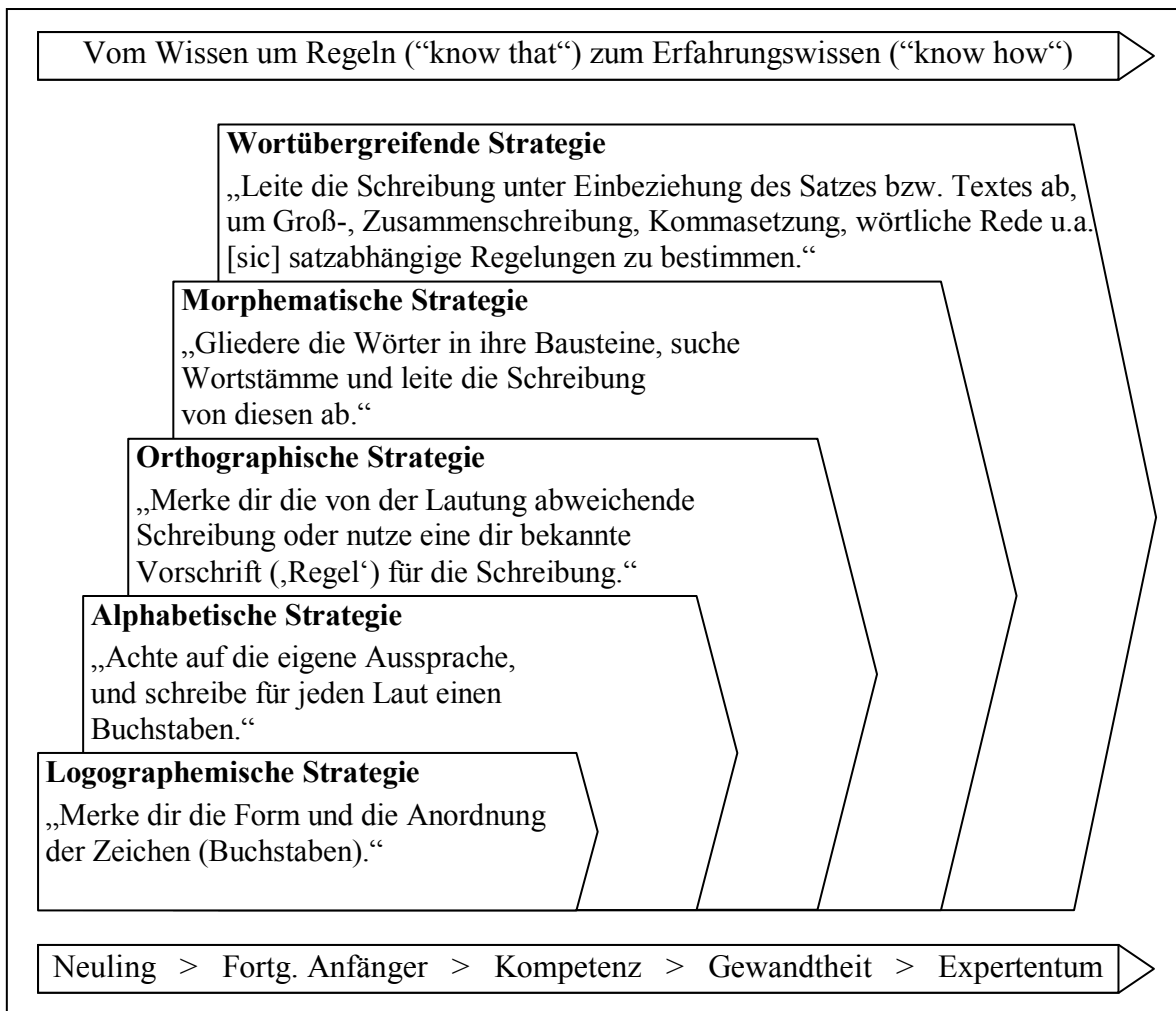 Vom Wissen um Regeln (“know that“) zum Erfahrungswissen (“know how“)
Wortübergreifende Strategie
„Leite die Schreibung unter Einbeziehung des Satzes bzw. Textes ab,
um Groß-, Zusammenschreibung, Kommasetzung, wörtliche Rede u.a.
[sic] satzabhängige Regelungen zu bestimmen.“
Morphematische Strategie
„Gliedere die Wörter in ihre Bausteine, suche
Wortstämme und leite die Schreibung
von diesen ab.“
Orthographische Strategie
„Merke dir die von der Lautung abweichende
Schreibung oder nutze eine dir bekannte
Vorschrift (‚Regel‘) für die Schreibung.“
Alphabetische Strategie
„Achte auf die eigene Aussprache,
und schreibe für jeden Laut einen
Buchstaben.“
Logographemische Strategie
„Merke dir die Form und die Anordnung
der Zeichen (Buchstaben).“
Neuling > Fortg. Anfänger > Kompetenz > Gewandtheit > Expertentum